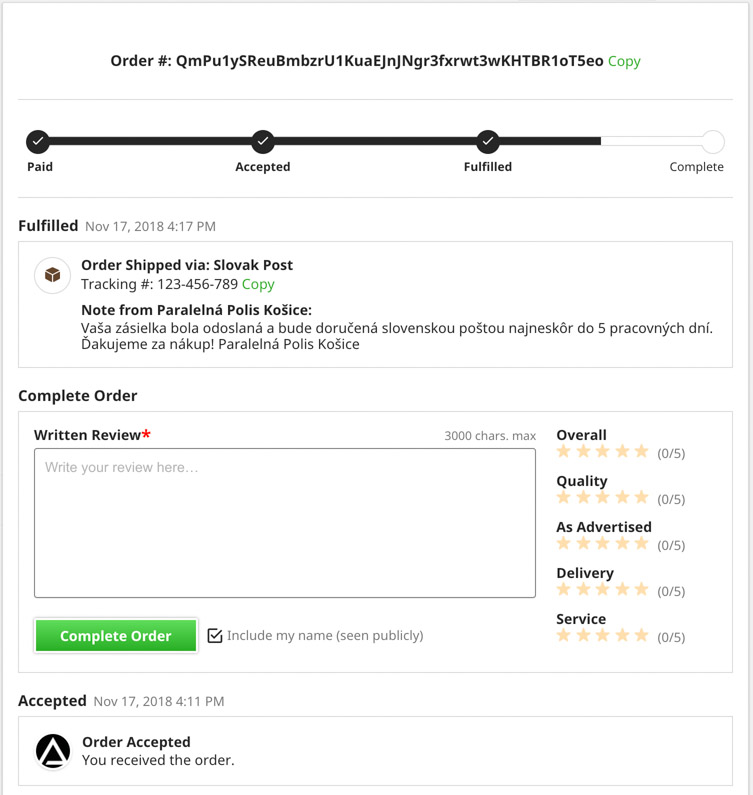 Order #: QmPu1ySReuBmbzrU1KuaEJnJNgr3fxrwt3wKHTBR1oT5eo Copy
Paid Accepted Fulfilled Complete
Fulfilled Nov 17, 2018 4:17 PM
Order Shipped via: Slovak Post
Tracking #: 123-456-789 Copy
Note from Paralelná Polis Košice:
Vaša zásielka bola odoslaná a bude doručená slovenskou poštou najneskôr do 5 pracovných dní.
Ďakujeme za nákup! Paralelná Polis Košice
Complete Order
Written Review* 3000 chars. max
Write your review here…
Overall
(0/5)
Quality
(0/5)
As Advertised
(0/5)
Delivery
(0/5)
Service
(0/5)
Complete Order Include my name (seen publicly)
Accepted Nov 17, 2018 4:11 PM
Order Accepted
You received the order.